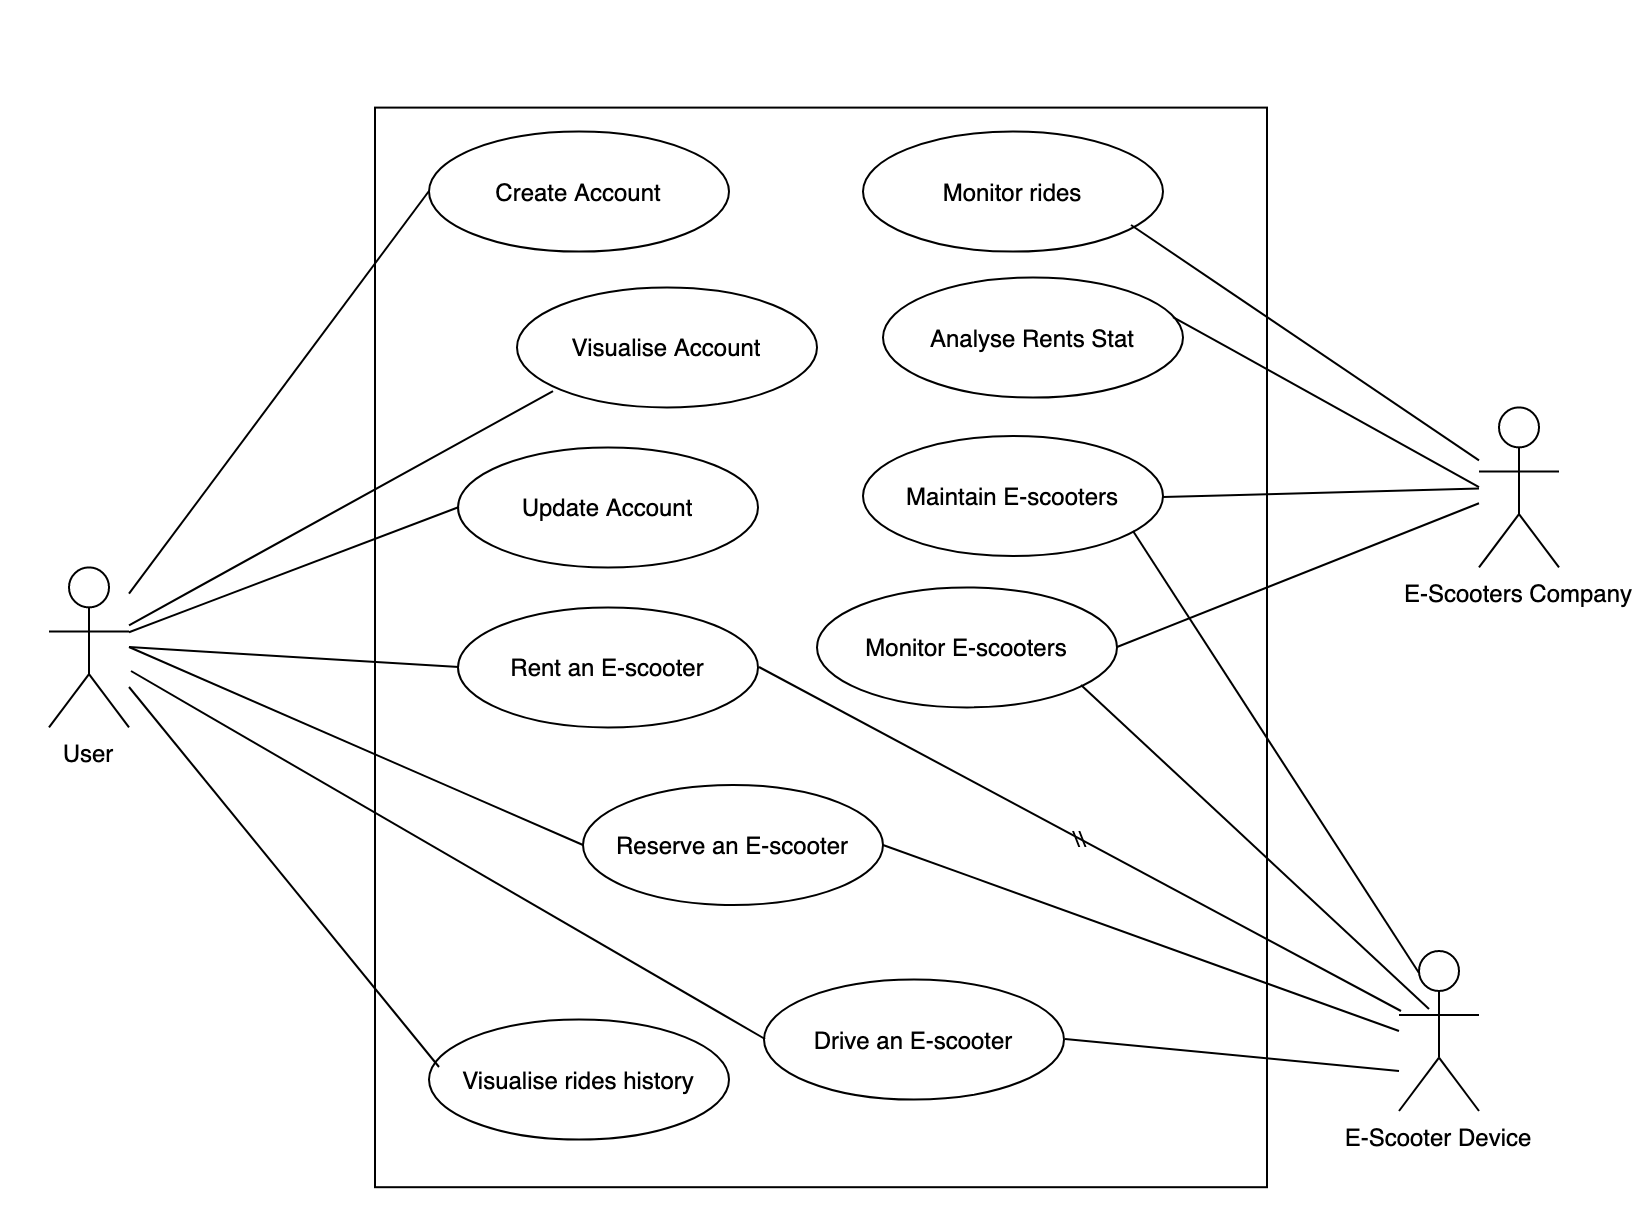 Create Account
Monitor rides
Visualise Account
Analyse Rents Stat
Update Account
Maintain E-scooters
E-Scooters Company
Rent an E-scooter
Monitor E-scooters
User
Reserve an E-scooter
Drive an E-scooter
Visualise rides history
E-Scooter Device